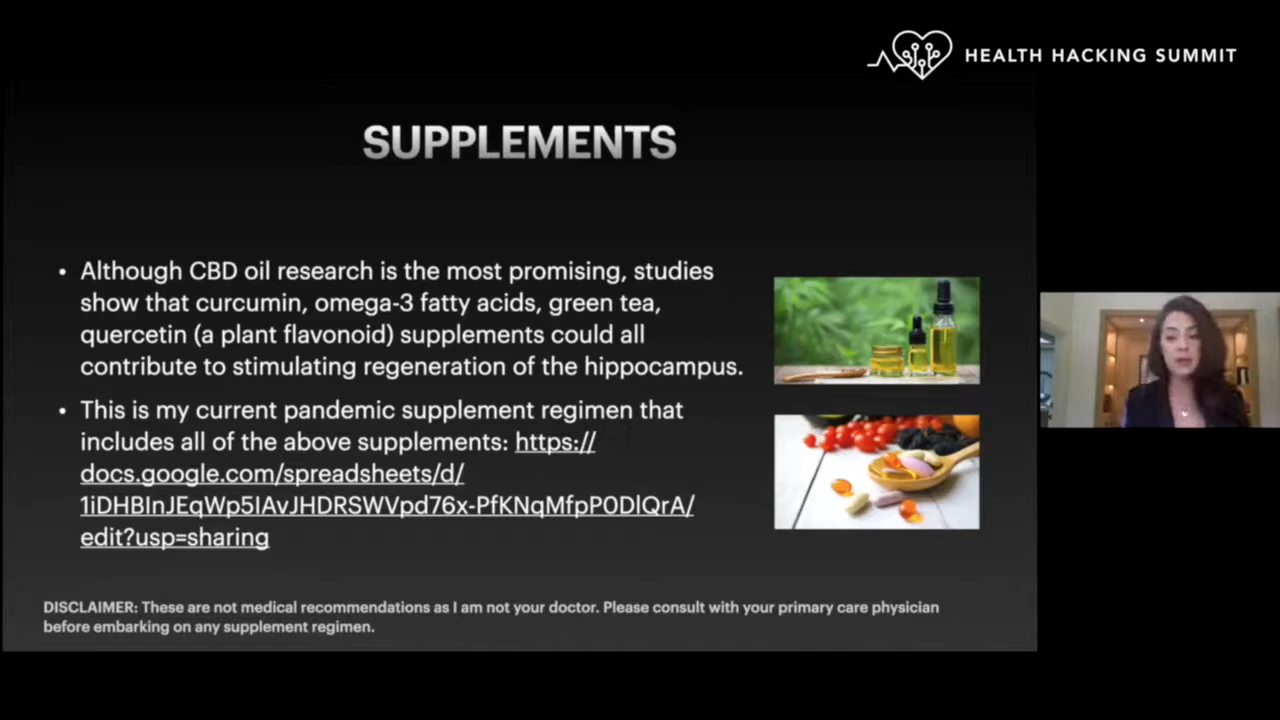 HEALTH HACKING SUMMIT
SUPPLEMENTS
• Although CBD oil research is the most promising, studies
show that curcumin, omega-3 fatty acids, green tea,
quercetin (a plant flavonoid) supplements could all
contribute to stimulating regeneration of the hippocampus.
• This is my current pandemic supplement regimen that
includes all of the above supplements: https://
docs.google.com/spreadsheets/d/
1iDHBInJEqWp5IAvJHDRSWVpd76x-PfKNqMfpP0DlQrA/
edit?usp=sharing
DISCLAIMER: These are not medical recommendations as I am not your doctor. Please consult with your primary care physician
before embarking on any supplement regimen.